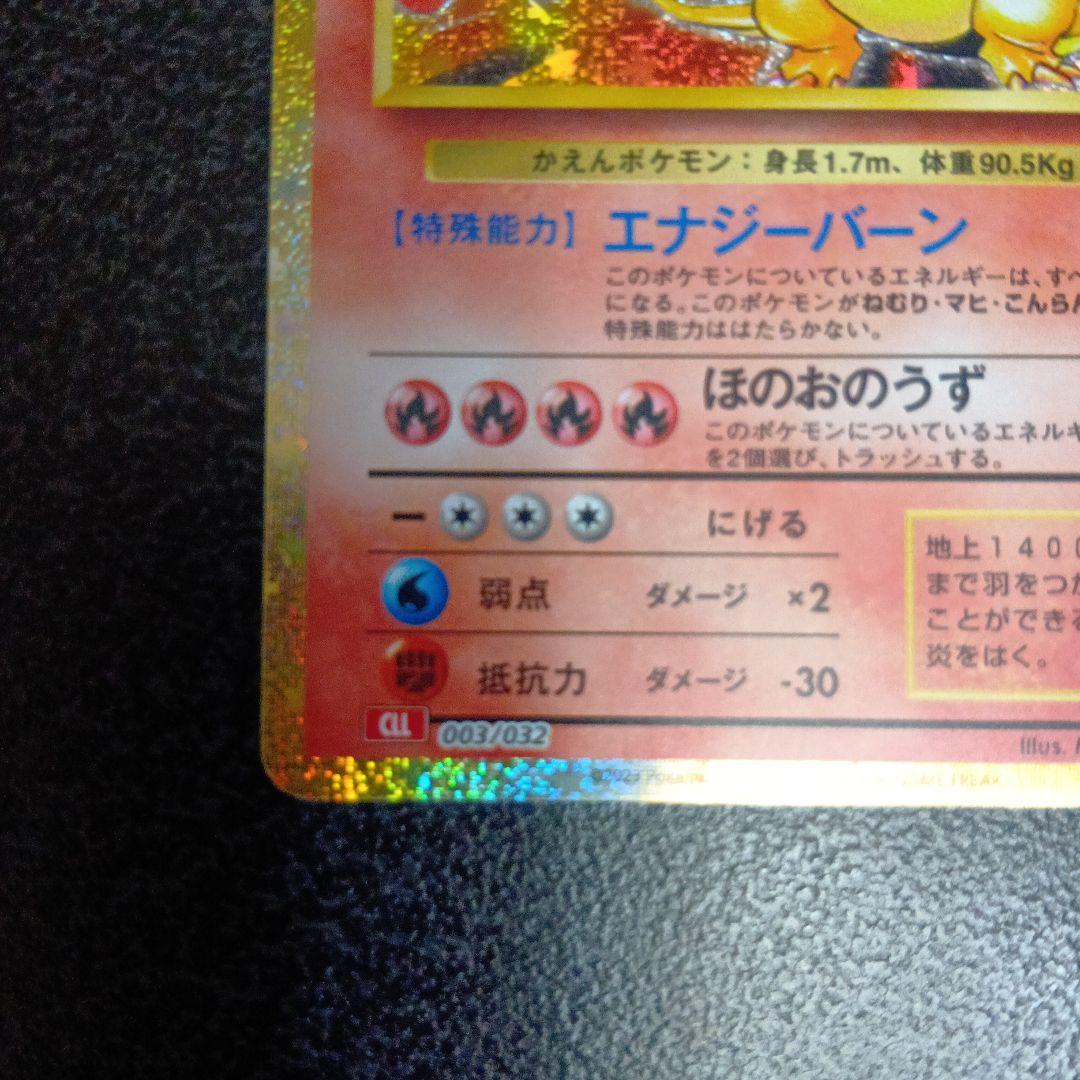 かえんポケモン：身長1.7m、体重90.5Kg
【特殊能力】 エナジーバーン
このポケモンについているエネルギーは、すべ
になる。このポケモンがねむり・マヒ・こんらん
特殊能力ははたらかない。
ほのおのうず
このポケモンについているエネルギ
を2個選び、トラッシュする。
にげる
弱点 ダメージ ×2
抵抗力 ダメージ -30
地上1400
まで羽をつか
ことができる
炎をはく。
CLL 003/032
Illus.
©2023 Pokémon GAME FREAK